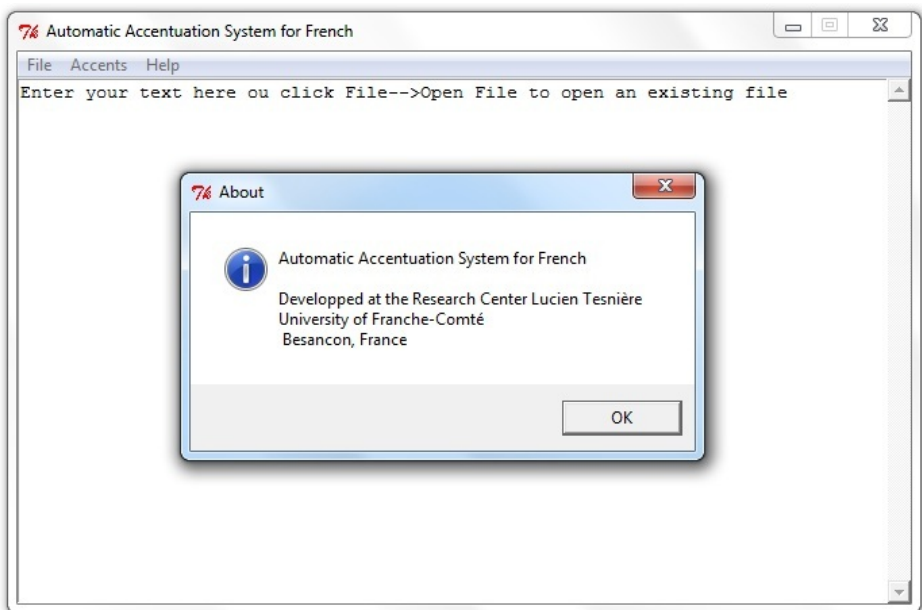 Automatic Accentuation System for French
File Accents Help
Enter your text here ou click File-->Open File to open an existing file
About
Automatic Accentuation System for French
Developped at the Research Center Lucien Tesnière
University of Franche-Comté
Besancon, France
OK